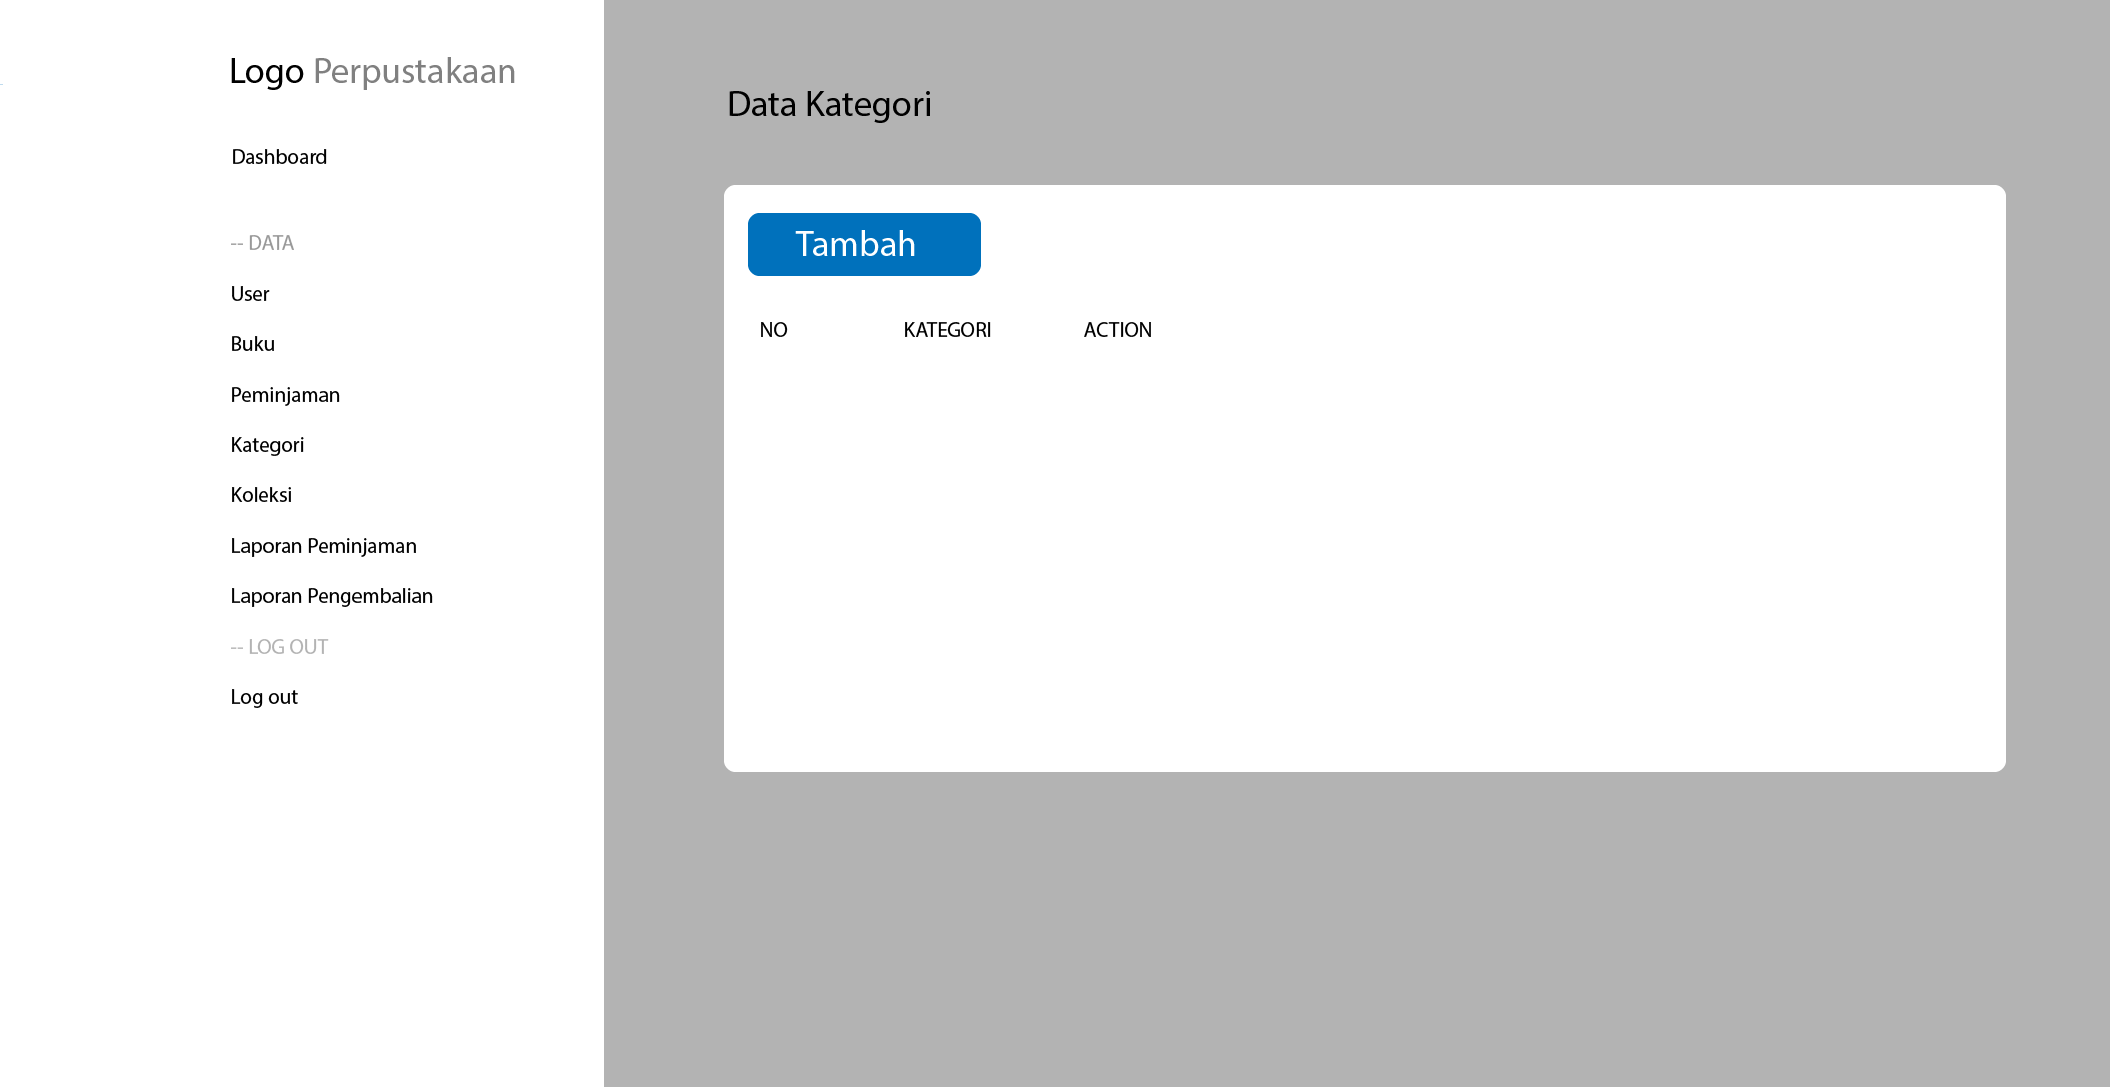 Logo Perpustakaan
Dashboard
-- DATA
User
Buku
Peminjaman
Kategori
Koleksi
Laporan Peminjaman
Laporan Pengembalian
-- LOG OUT
Log out
Data Kategori
Tambah
NO KATEGORI ACTION